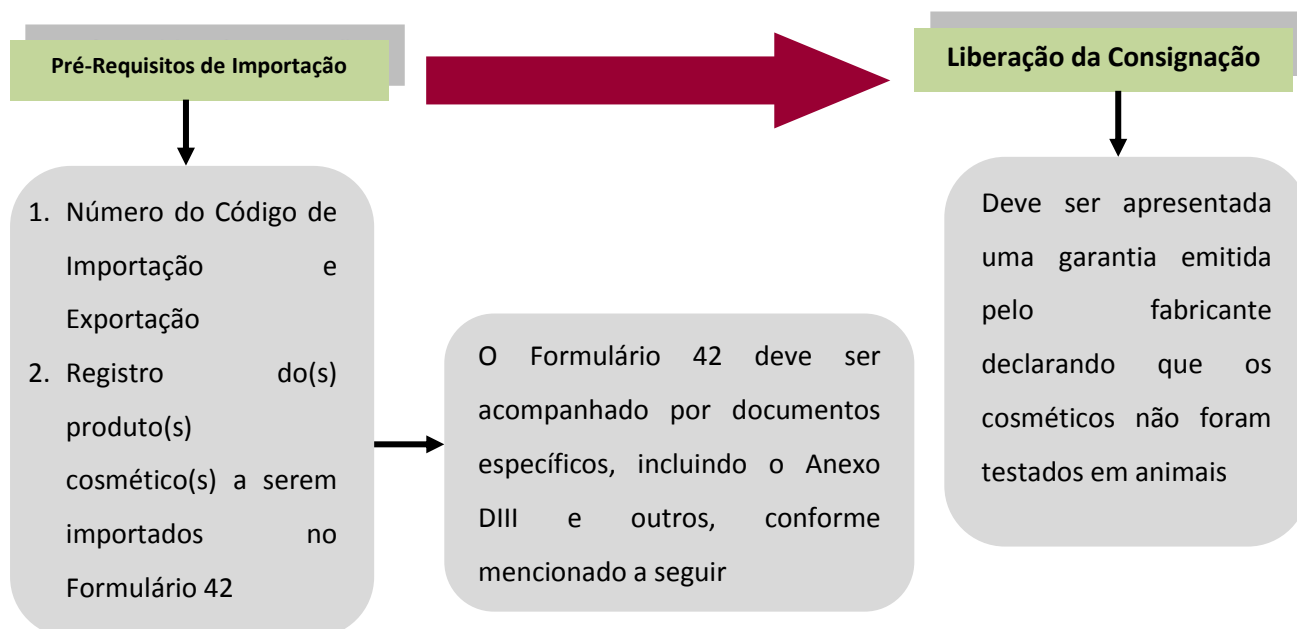 Pré-Requisitos de Importação
Liberação da Consignação
1. Número do Código de
Importação e
Exportação
2. Registro do(s)
produto(s)
cosmético(s) a serem
importados no
Formulário 42
O Formulário 42 deve ser
acompanhado por documentos
específicos, incluindo o Anexo
DIII e outros, conforme
mencionado a seguir
Deve ser apresentada
uma garantia emitida
pelo fabricante
declarando que os
cosméticos não foram
testados em animais